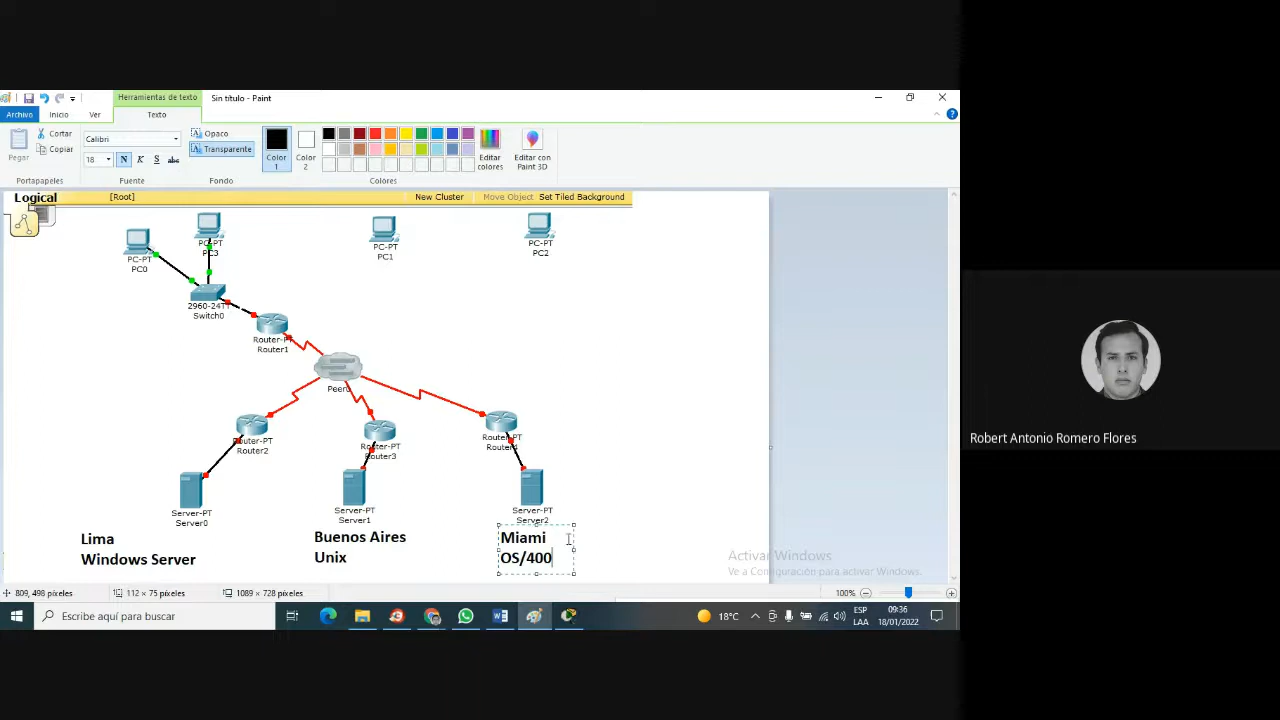 Herramientas de texto
Sin título - Paint
Archivo
Inicio
Ver
Texto
Pegar
Cortar
Copiar
Portapapeles
Calibri
18
N
K
S
abc
Fuente
Opaco
Transparente
Fondo
Color
1
Color
2
Editar
colores
Editar con
Paint 3D
Colores
Logical
[Root]
New Cluster
Move Object
Set Tiled Background
PC-PT
PC0
PC-PT
PC3
PC-PT
PC1
PC-PT
PC2
2960-24TT
Switch0
Router-PT
Router1
Peer0
Router-PT
Router2
Router-PT
Router3
Router-PT
Router4
Server-PT
Server0
Server-PT
Server1
Server-PT
Server2
Lima
Windows Server
Buenos Aires
Unix
Miami
OS/400
Activar Windows
Ve a Configuración para activar Windows.
809, 498 píxeles
112 × 75 píxeles
1089 × 728 píxeles
100%
Escribe aquí para buscar
18°C
ESP
LAA
09:36
18/01/2022
Robert Antonio Romero Flores